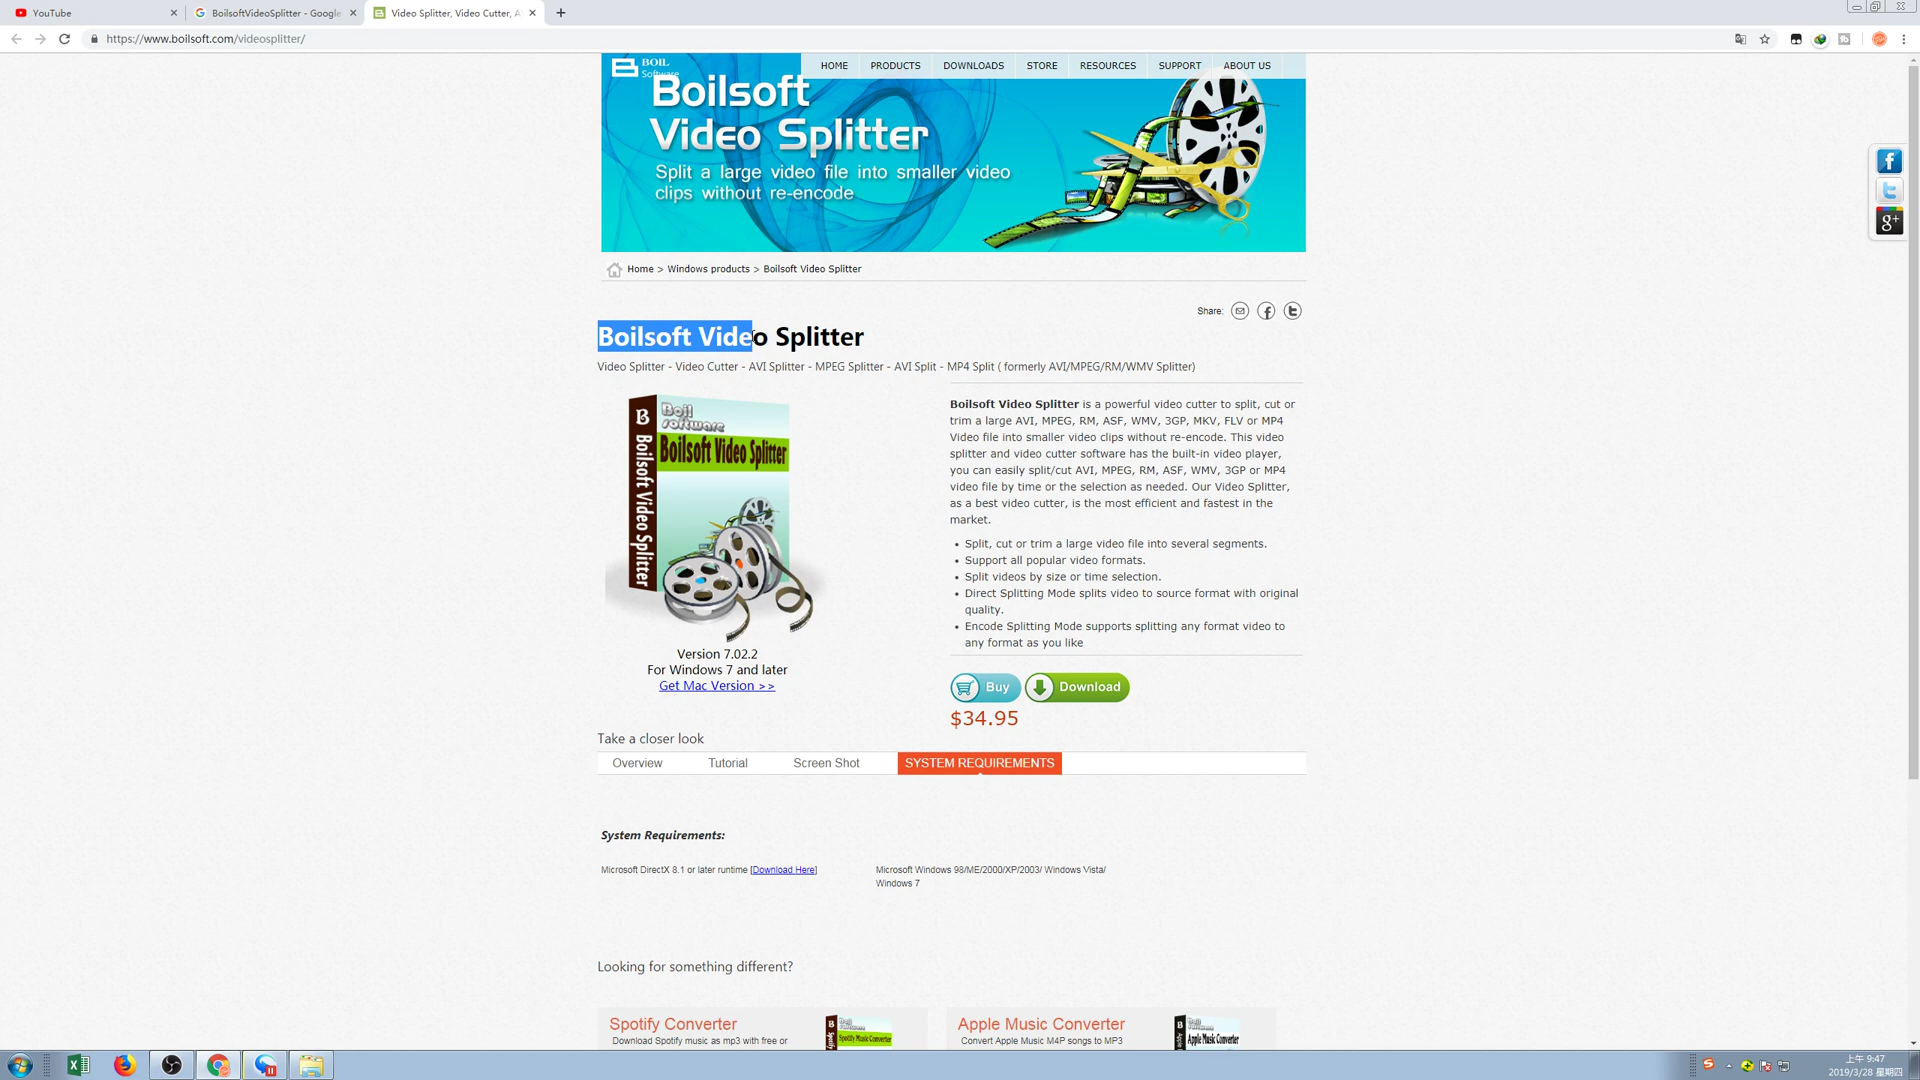 YouTube
BoilsoftVideoSplitter - Google
Video Splitter, Video Cutter, A
https://www.boilsoft.com/videosplitter/
BOIL
Software
HOME
PRODUCTS
DOWNLOADS
STORE
RESOURCES
SUPPORT
ABOUT US
Boilsoft
Video Splitter
Split a large video file into smaller video
clips without re-encode
Home > Windows products > Boilsoft Video Splitter
Share:
Boilsoft Video Splitter
Video Splitter - Video Cutter - AVI Splitter - MPEG Splitter - AVI Split - MP4 Split ( formerly AVI/MPEG/RM/WMV Splitter)
Boil
software
Boilsoft Video Splitter
Boilsoft Video Splitter
Version 7.02.2
For Windows 7 and later
Get Mac Version >>
Boilsoft Video Splitter is a powerful video cutter to split, cut or
trim a large AVI, MPEG, RM, ASF, WMV, 3GP, MKV, FLV or MP4
Video file into smaller video clips without re-encode. This video
splitter and video cutter software has the built-in video player,
you can easily split/cut AVI, MPEG, RM, ASF, WMV, 3GP or MP4
video file by time or the selection as needed. Our Video Splitter,
as a best video cutter, is the most efficient and fastest in the
market.
Split, cut or trim a large video file into several segments.
Support all popular video formats.
Split videos by size or time selection.
Direct Splitting Mode splits video to source format with original
quality.
Encode Splitting Mode supports splitting any format video to
any format as you like
Buy
Download
$34.95
Take a closer look
Overview
Tutorial
Screen Shot
SYSTEM REQUIREMENTS
System Requirements:
Microsoft DirectX 8.1 or later runtime [Download Here]
Microsoft Windows 98/ME/2000/XP/2003/ Windows Vista/
Windows 7
Looking for something different?
Spotify Converter
Download Spotify music as mp3 with free or
Boil
software
Spotify Music Converter
Apple Music Converter
Convert Apple Music M4P songs to MP3
Boil
software
Apple Music Converter
上午 9:47
2019/3/28 星期四